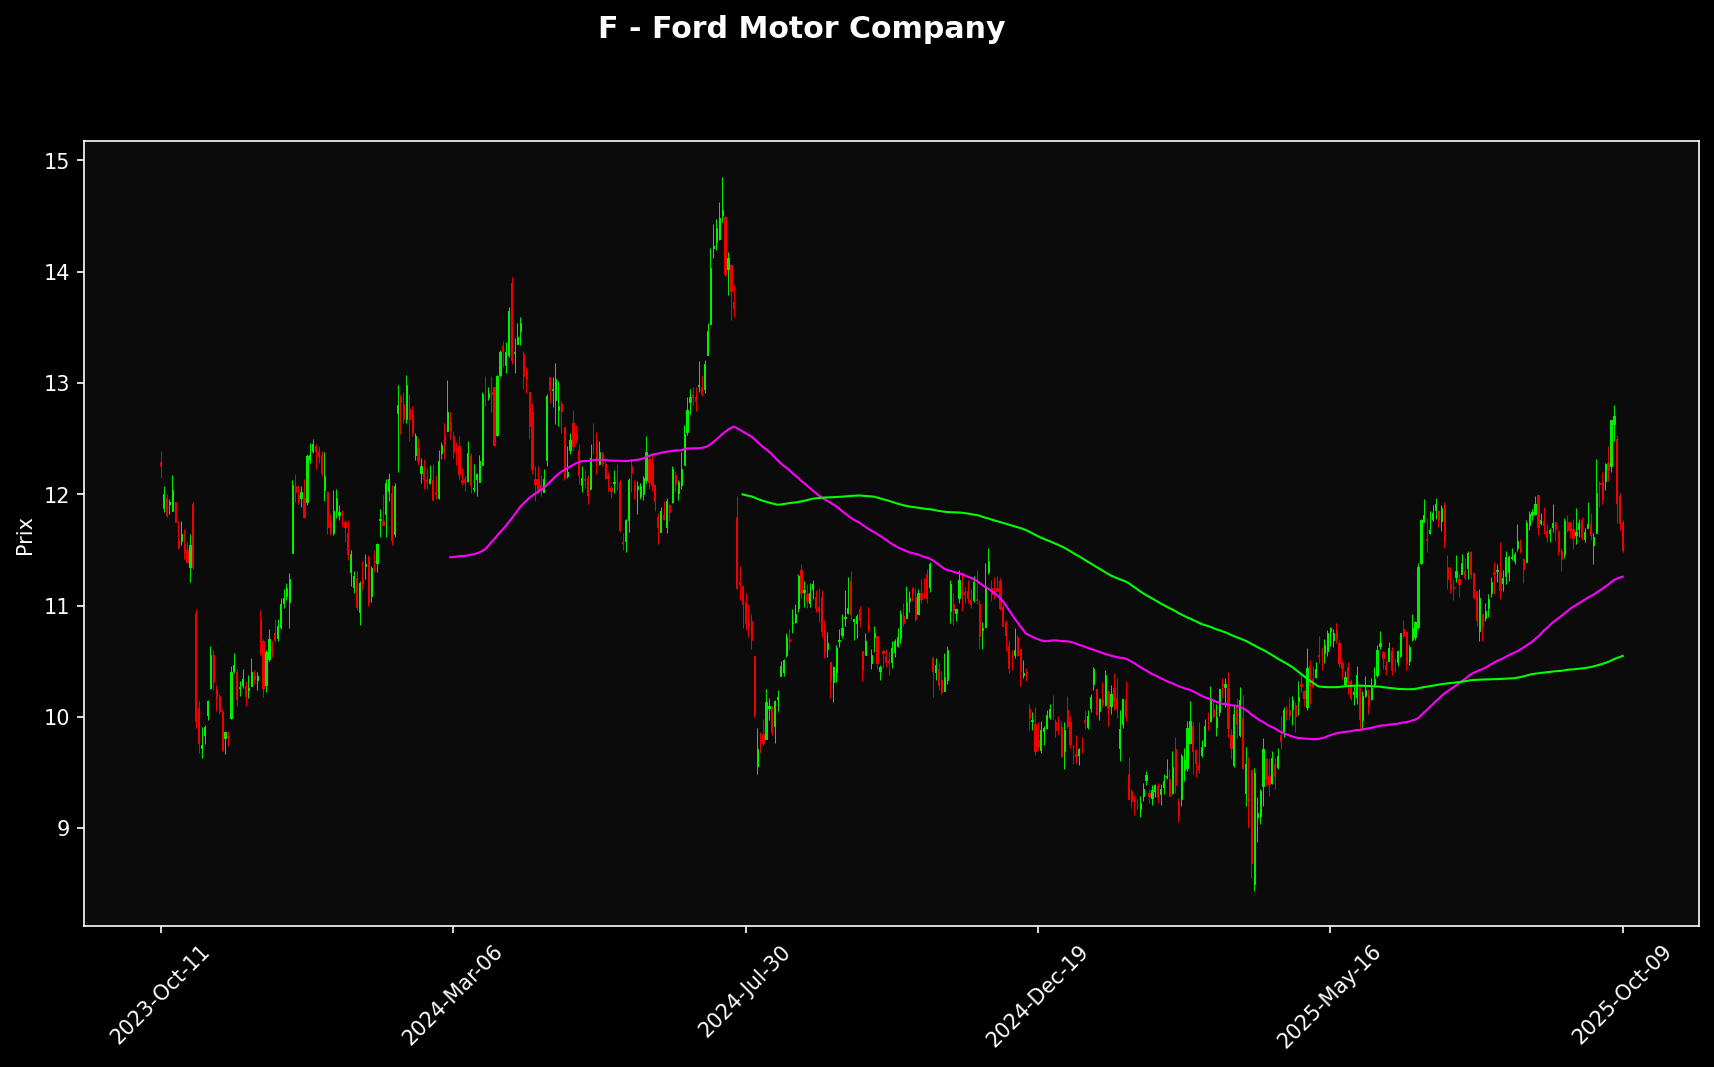 F - Ford Motor Company
Prix
15
14
13
12
11
10
9
2023-Oct-11
2024-Mar-06
2024-Jul-30
2024-Dec-19
2025-May-16
2025-Oct-09